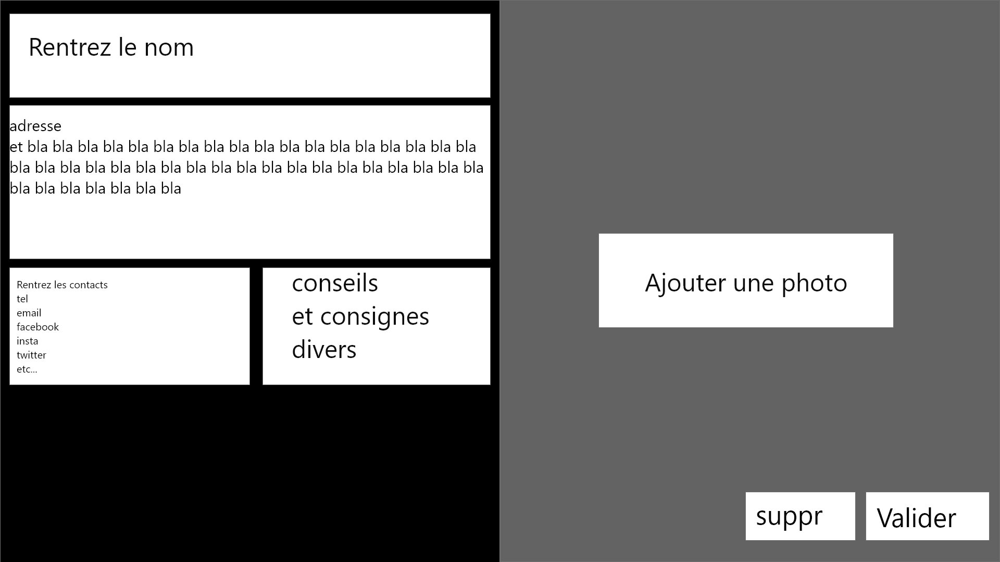 Rentrez le nom
adresse
et bla bla bla bla bla bla bla bla bla bla bla bla bla bla bla bla bla bla
bla bla bla bla bla bla bla bla bla bla bla bla bla bla bla bla bla bla bla
bla bla bla bla bla bla bla
Rentrez les contacts
tel
email
facebook
insta
twitter
etc...
conseils
et consignes
divers
Ajouter une photo
suppr
Valider